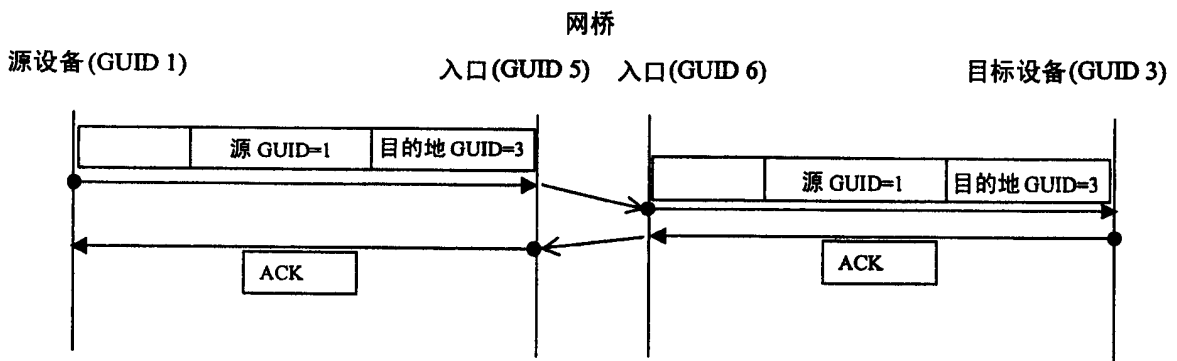 网桥
源设备(GUID 1)
入口(GUID 5)
入口(GUID 6)
目标设备(GUID 3)
源 GUID=1
目的地 GUID=3
源 GUID=1
目的地 GUID=3
ACK
ACK